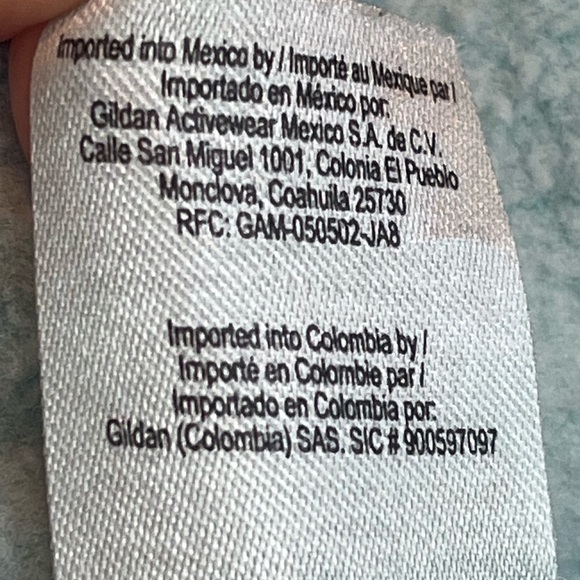 Imported into Mexico by / Importé au Mexique par /
Importado en México por:
Gildan Activewear Mexico S.A. de C.V.
Calle San Miguel 1001, Colonia El Pueblo
Monclova, Coahuila 25730
RFC: GAM-050502-JA8
Imported into Colombia by /
Importé en Colombie par /
Importado en Colombia por:
Gildan (Colombia) SAS. SIC # 900597097